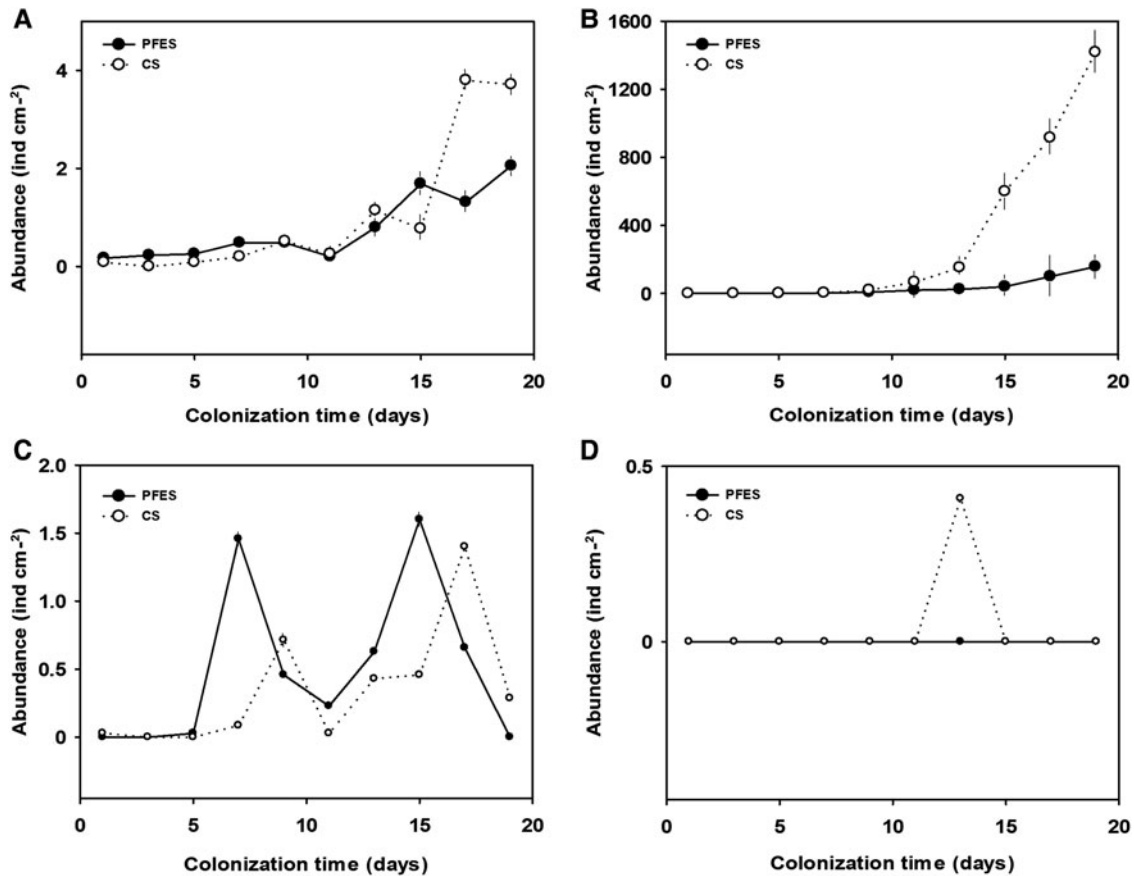 A
PFES
CS
4
2
0
Abundance (ind cm-²)
0 5 10 15 20
Colonization time (days)
B
PFES
CS
1600
1200
800
400
0
Abundance (ind cm-²)
0 5 10 15 20
Colonization time (days)
C
PFES
CS
2.0
1.5
1.0
0.5
0
Abundance (ind cm-²)
0 5 10 15 20
Colonization time (days)
D
PFES
CS
0.5
0
Abundance (ind cm-²)
0 5 10 15 20
Colonization time (days)